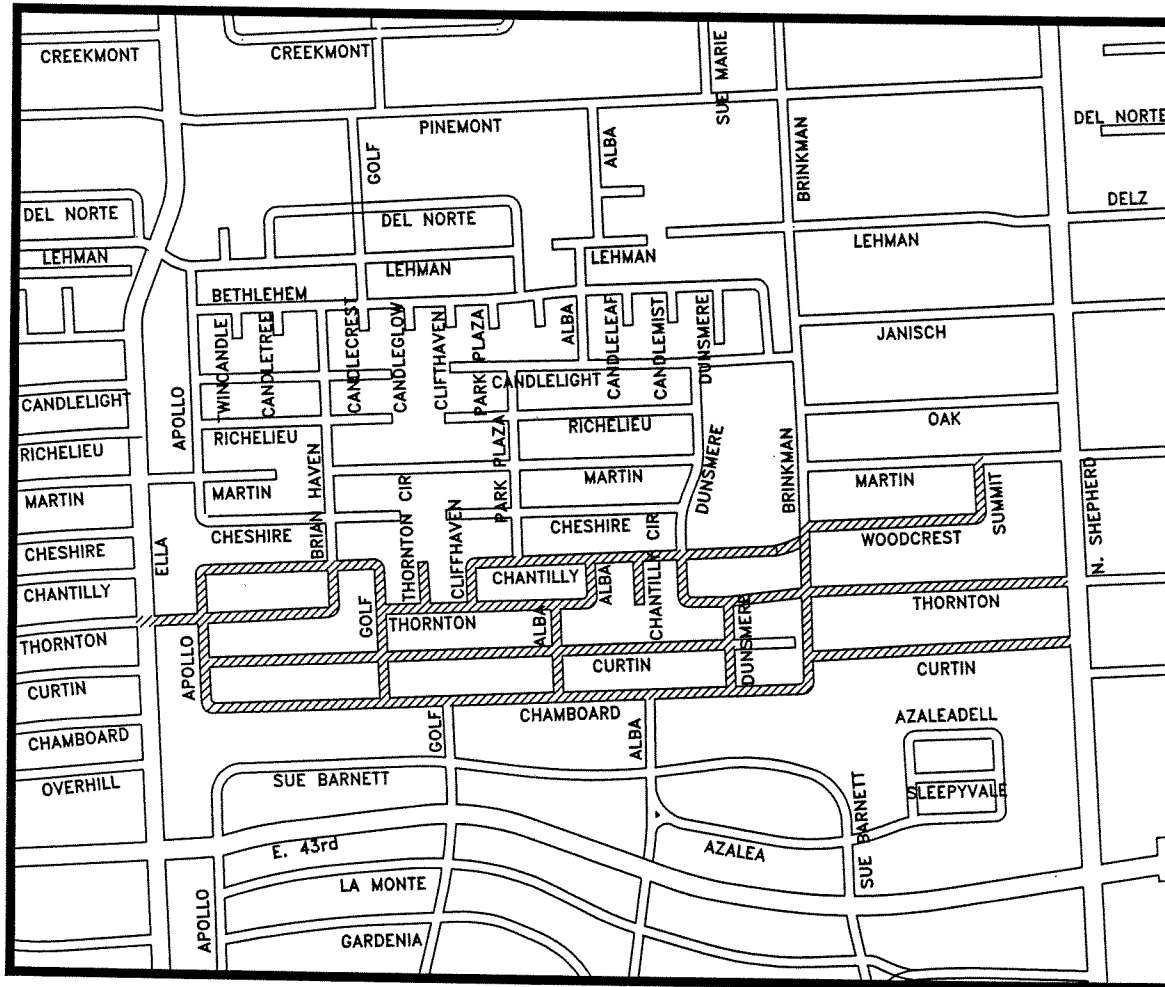 CREEKMONT
CREEKMONT
SUE MARIE
PINEMONT
DEL NORTE
GOLF
ALBA
BRINKMAN
DEL NORTE
DEL NORTE
DELZ
LEHMAN
LEHMAN
LEHMAN
LEHMAN
BETHLEHEM
JANISCH
WINCANDLE
CANDLETREE
CANDLECREST
CANDLEGLOW
CLIFTHAVEN
PARK PLAZA
ALBA
CANDLELEAF
CANDLEMIST
DUNSMERE
APOLLO
CANDLELIGHT
CANDLELIGHT
OAK
RICHELIEU
RICHELIEU
RICHELIEU
BRIAN HAVEN
PARK PLAZA
DUNSMERE
BRINKMAN
MARTIN
MARTIN
MARTIN
MARTIN
SUMMIT
N. SHEPHERD
CHESHIRE
CHESHIRE
CHESHIRE
WOODCREST
ELLA
THORNTON CIR
CLIFFHAVEN
CHANTILLY CIR
CHANTILLY
CHANTILLY
ALBA
GOLF
THORNTON
THORNTON
THORNTON
ALBA
DUNSMERE
APOLLO
CURTIN
CURTIN
CURTIN
CHAMBOARD
CHAMBOARD
GOLF
ALBA
AZALEADELL
OVERHILL
SUE BARNETT
SLEEPYVALE
SUE BARNETT
E. 43rd
AZALEA
LA MONTE
APOLLO
GARDENIA